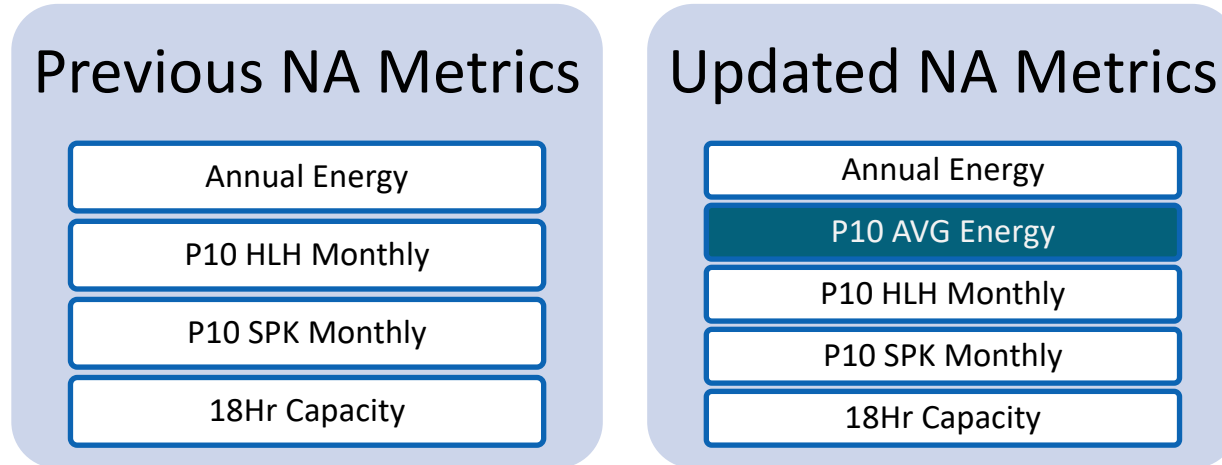 Previous NA Metrics
Annual Energy
P10 HLH Monthly
P10 SPK Monthly
18Hr Capacity
Updated NA Metrics
Annual Energy
P10 AVG Energy
P10 HLH Monthly
P10 SPK Monthly
18Hr Capacity